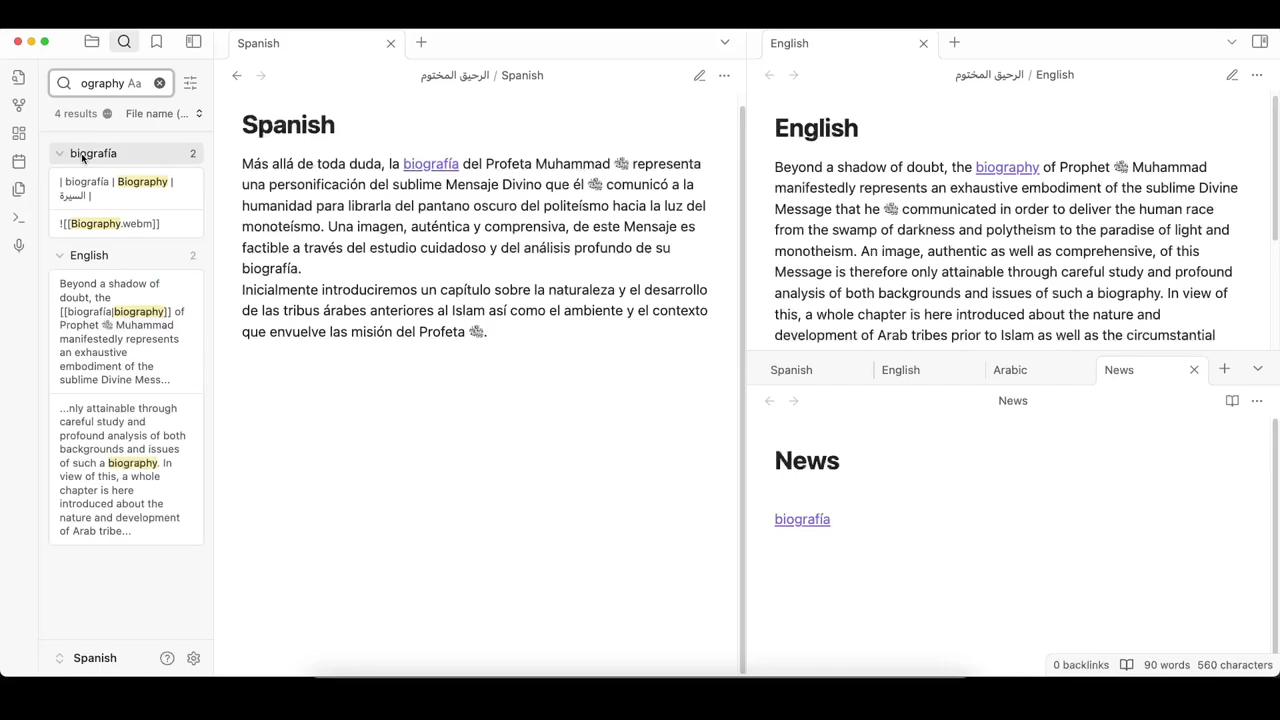 Spanish
English
ography Aa
4 results
File name (...
biografía 2
| biografía | Biography |
السيرة |
![[Biography.webm]]
English 2
Beyond a shadow of
doubt, the
[[biografía|biography]] of
Prophet ﷺ Muhammad
manifestedly represents
an exhaustive
embodiment of the
sublime Divine Mess...
...nly attainable through
careful study and
profound analysis of both
backgrounds and issues
of such a biography. In
view of this, a whole
chapter is here
introduced about the
nature and development
of Arab tribe...
Spanish
الرحيق المختوم / Spanish
Spanish
Más allá de toda duda, la biografía del Profeta Muhammad ﷺ representa
una personificación del sublime Mensaje Divino que él ﷺ comunicó a la
humanidad para librarla del pantano oscuro del politeísmo hacia la luz del
monoteísmo. Una imagen, auténtica y comprensiva, de este Mensaje es
factible a través del estudio cuidadoso y del análisis profundo de su
biografía.
Inicialmente introduciremos un capítulo sobre la naturaleza y el desarrollo
de las tribus árabes anteriores al Islam así como el ambiente y el contexto
que envuelve las misión del Profeta ﷺ.
الرحيق المختوم / English
English
Beyond a shadow of doubt, the biography of Prophet ﷺ Muhammad
manifestedly represents an exhaustive embodiment of the sublime Divine
Message that he ﷺ communicated in order to deliver the human race
from the swamp of darkness and polytheism to the paradise of light and
monotheism. An image, authentic as well as comprehensive, of this
Message is therefore only attainable through careful study and profound
analysis of both backgrounds and issues of such a biography. In view of
this, a whole chapter is here introduced about the nature and
development of Arab tribes prior to Islam as well as the circumstantial
Spanish English Arabic News
News
News
biografía
0 backlinks 90 words 560 characters